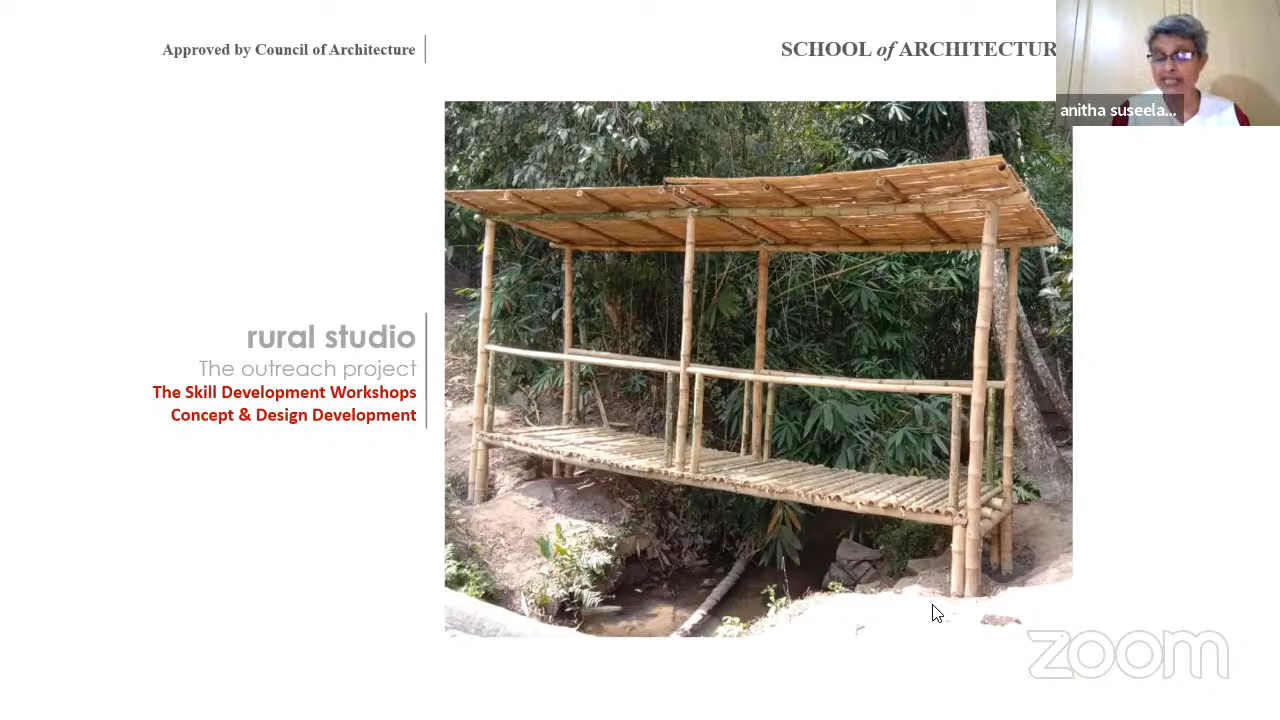 Approved by Council of Architecture
SCHOOL of ARCHITECTUR
anitha suseela...
rural studio
The outreach project
The Skill Development Workshops
Concept & Design Development
zoom